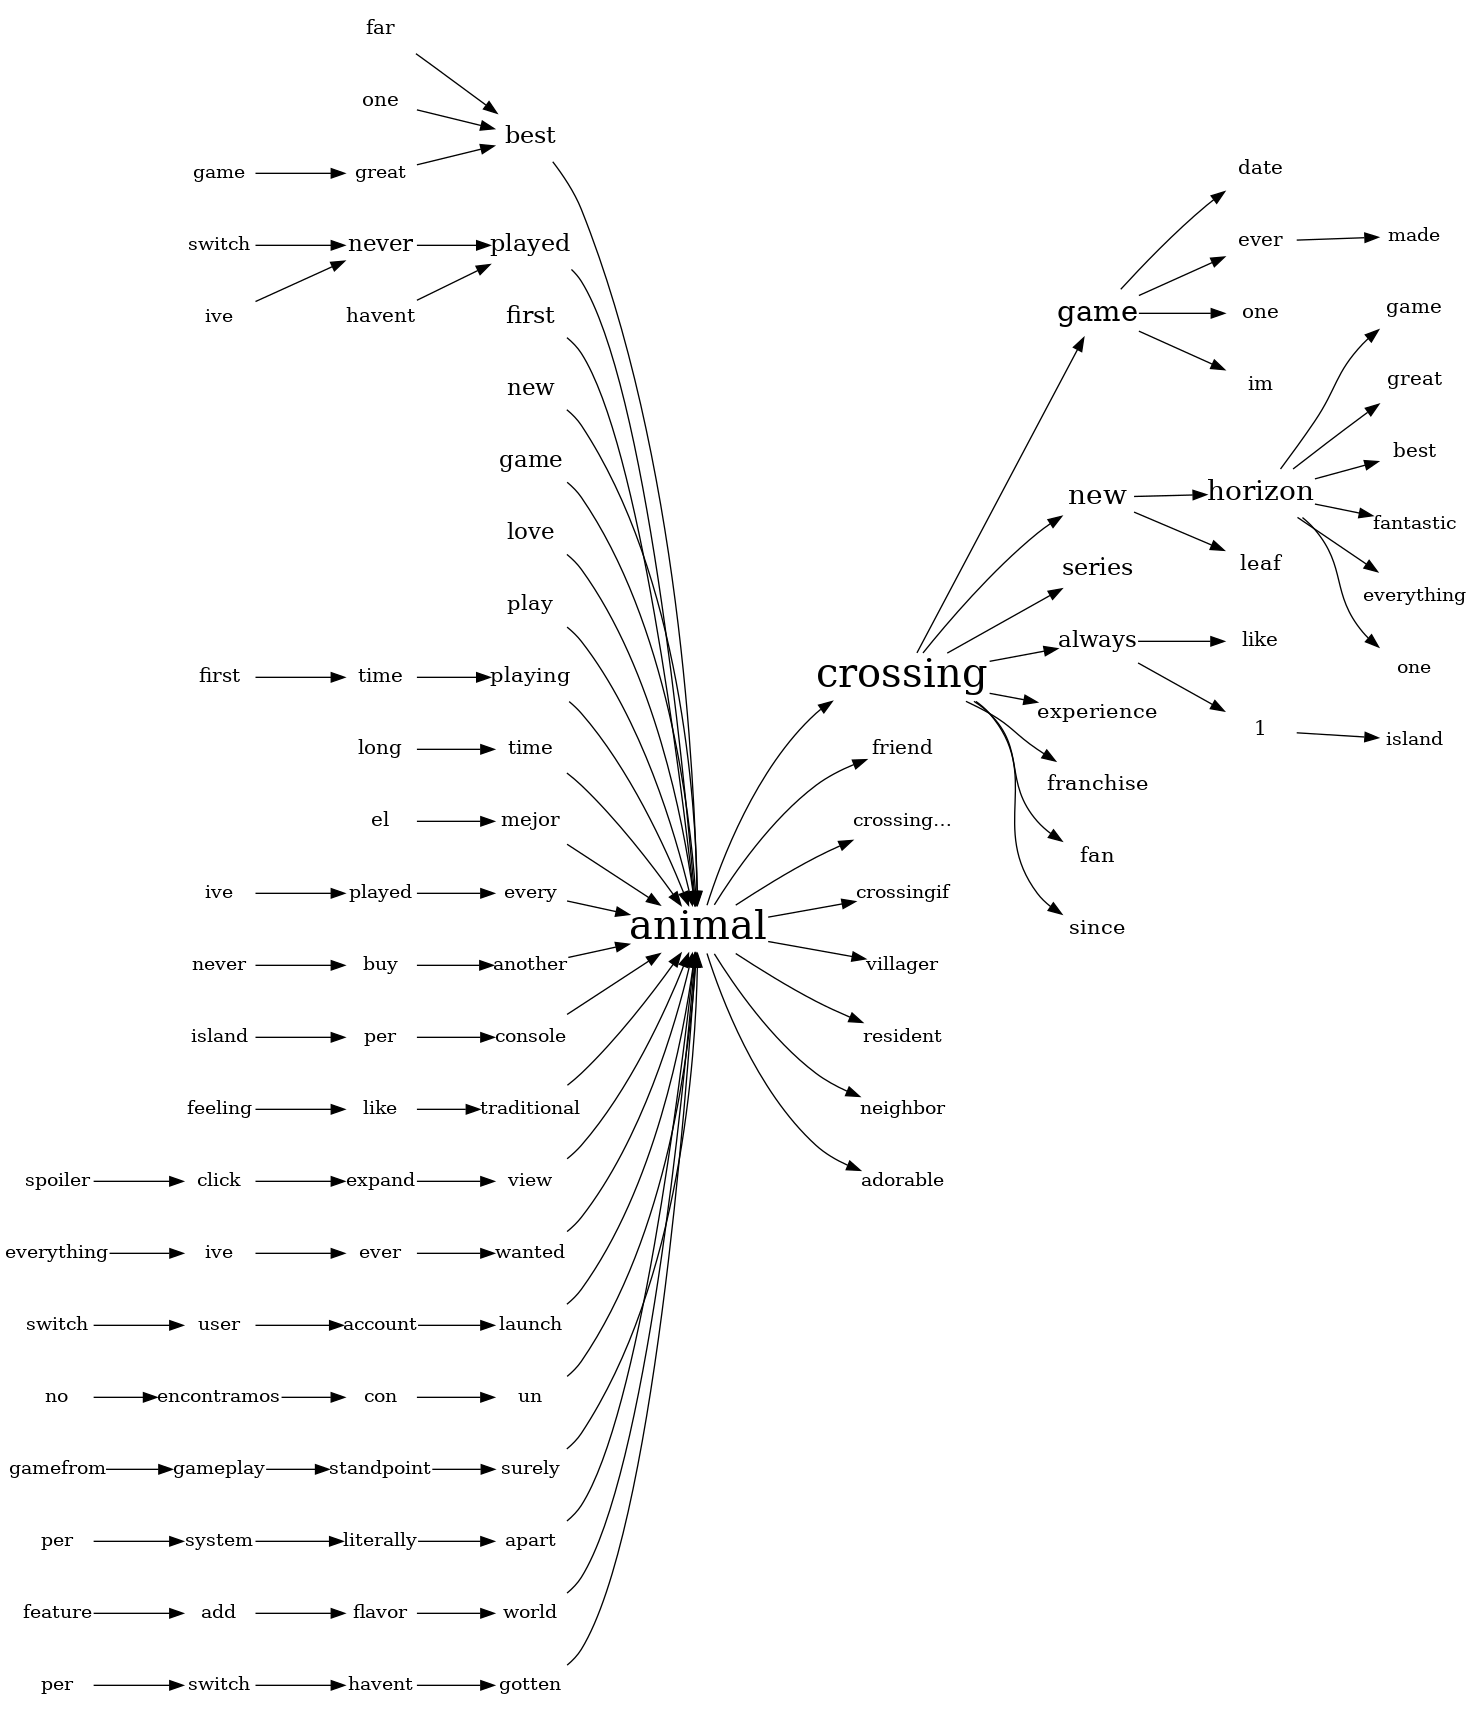 far
one
best
game great
switch never played
ive havent
first
new
game
love
play
first time playing
long time
el mejor
ive played every
never buy another
island per console
feeling like traditional
spoiler click expand view
everything ive ever wanted
switch user account launch
no encontramos con un
gamefrom gameplay standpoint surely
per system literally apart
feature add flavor world
per switch havent gotten
animal
crossing
friend
crossing...
crossingif
villager
resident
neighbor
adorable
game
new
series
always
experience
franchise
fan
since
date
ever made
one
im
horizon
leaf
like
1 island
game
great
best
fantastic
everything
one